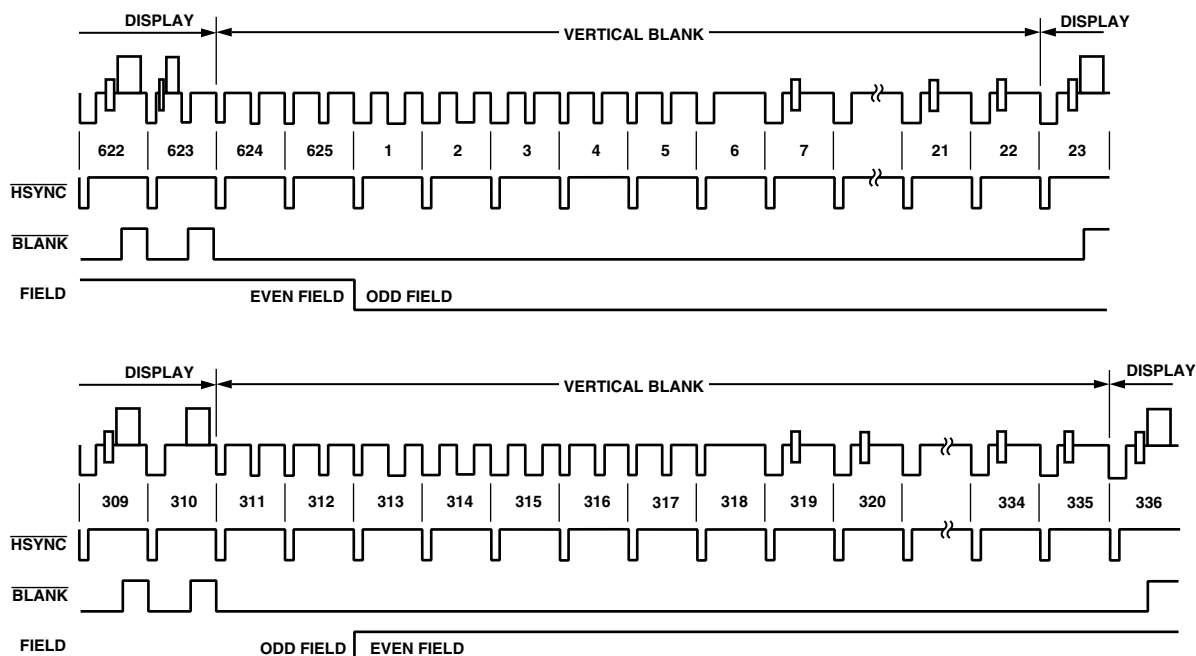 DISPLAY VERTICAL BLANK DISPLAY
622 623 624 625 1 2 3 4 5 6 7 21 22 23
HSYNC
BLANK
FIELD EVEN FIELD ODD FIELD
DISPLAY VERTICAL BLANK DISPLAY
309 310 311 312 313 314 315 316 317 318 319 320 334 335 336
HSYNC
BLANK
FIELD ODD FIELD EVEN FIELD